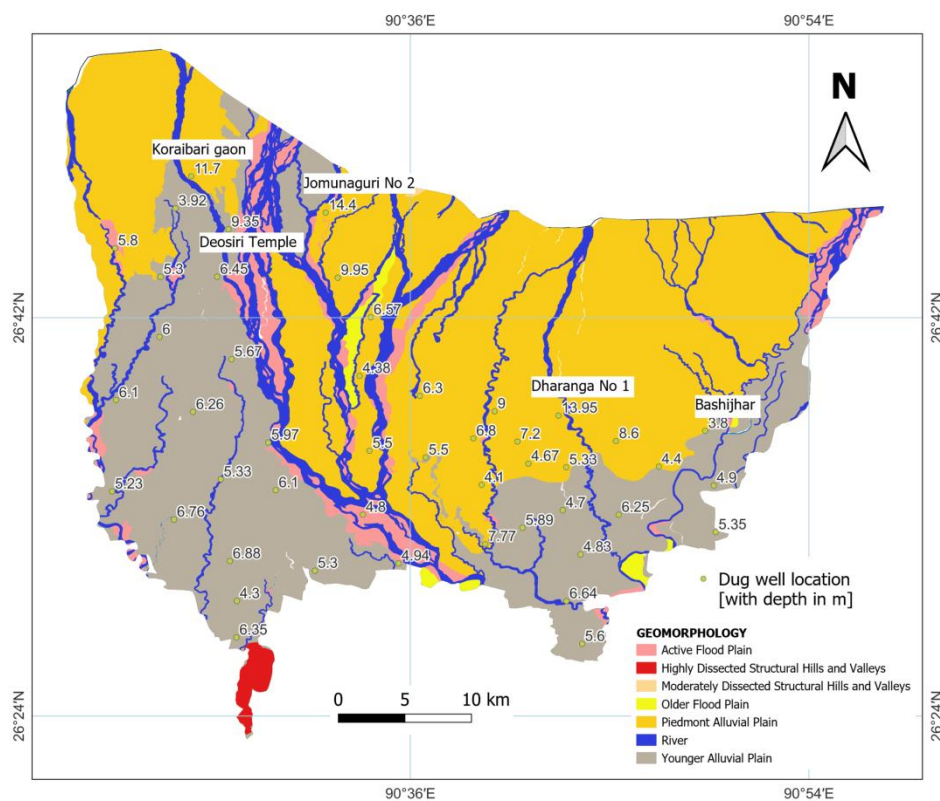 90°36′E 90°54′E
N
Koraibari gaon
11.7
Jomunaguri No 2
3.92
14.4
9.35
5.8
Deosiri Temple
5.3
6.45
9.95
26°42′N
26°42′N
6.57
6
5.67
4.38
6.3
6.1
6.26
9
Dharanga No 1
13.95
Bashijhar
3.8
5.97
6.8
7.2
8.6
5.5
5.5
4.67
5.33
4.4
5.23
5.33
6.1
4.1
4.9
6.76
4.8
4.7
6.25
5.89
5.35
7.77
6.88
5.3
4.94
4.83
4.3
6.64
6.35
5.6
Dug well location
[with depth in m]
GEOMORPHOLOGY
Active Flood Plain
Highly Dissected Structural Hills and Valleys
Moderately Dissected Structural Hills and Valleys
Older Flood Plain
Piedmont Alluvial Plain
River
Younger Alluvial Plain
0 5 10 km
26°24′N
26°24′N
90°36′E 90°54′E